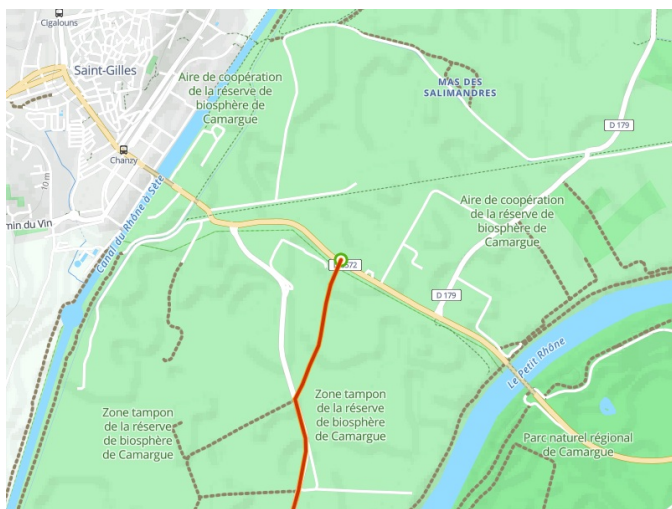 Cigalouns
Saint-Gilles
Aire de coopération
de la réserve de
biosphère de
Camargue
MAS DES
SALIMANDRES
D 179
Chanzy
10 m
Canal du Rhône à Sète
Aire de coopération
de la réserve de
biosphère de
Camargue
min du Vin
D 179
Le Petit Rhône
Zone tampon
de la réserve
de biosphère
de Camargue
Zone tampon
de la réserve
de biosphère
de Camargue
Parc naturel régional
de Camargue